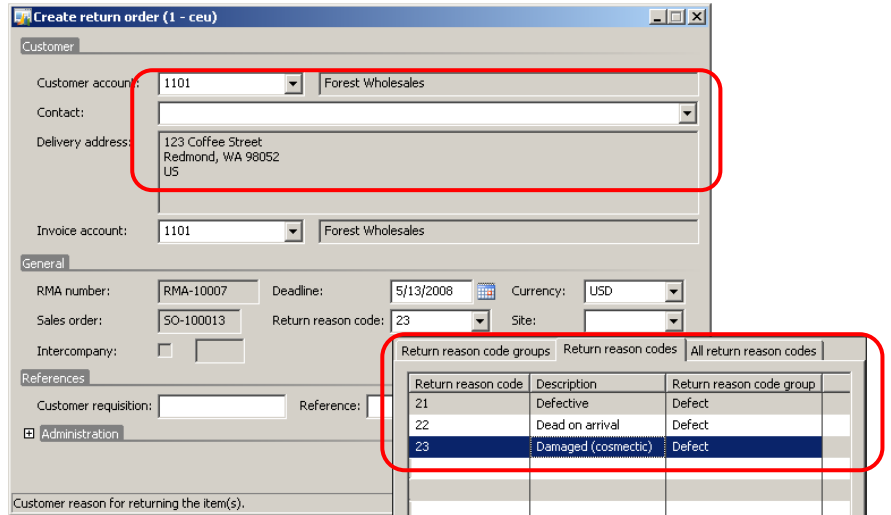 Create return order (1 - ceu)
Customer
Customer account: 1101 Forest Wholesales
Contact:
Delivery address: 123 Coffee Street
Redmond, WA 98052
US
Invoice account: 1101 Forest Wholesales
General
RMA number: RMA-10007 Deadline: 5/13/2008 Currency: USD
Sales order: SO-100013 Return reason code: 23 Site:
Intercompany:
Return reason code groups Return reason codes All return reason codes
References
Return reason code Description Return reason code group
21 Defective Defect
Customer requisition: Reference:
22 Dead on arrival Defect
Administration
23 Damaged (cosmectic) Defect
Customer reason for returning the item(s).